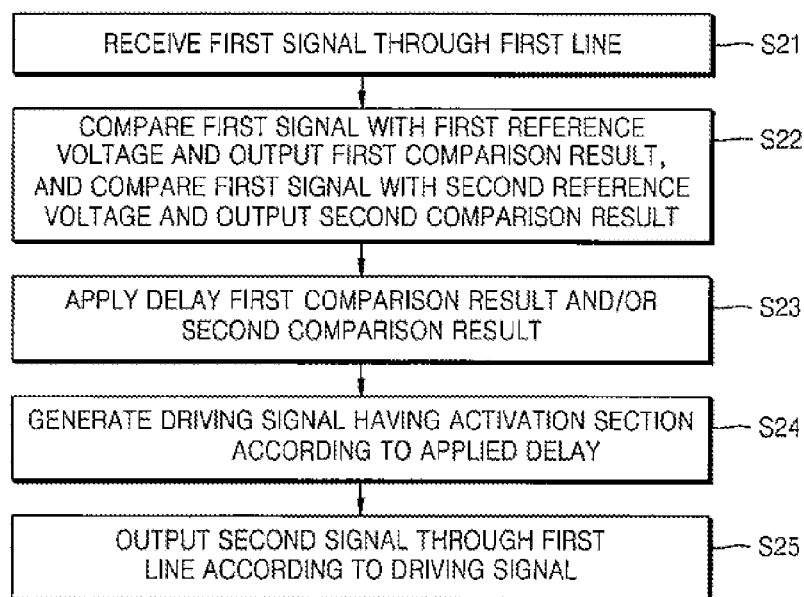 RECEIVE FIRST SIGNAL THROUGH FIRST LINE
S21
COMPARE FIRST SIGNAL WITH FIRST REFERENCE
VOLTAGE AND OUTPUT FIRST COMPARISON RESULT,
AND COMPARE FIRST SIGNAL WITH SECOND REFERENCE
VOLTAGE AND OUTPUT SECOND COMPARISON RESULT
S22
APPLY DELAY FIRST COMPARISON RESULT AND/OR
SECOND COMPARISON RESULT
S23
GENERATE DRIVING SIGNAL HAVING ACTIVATION SECTION
ACCORDING TO APPLIED DELAY
S24
OUTPUT SECOND SIGNAL THROUGH FIRST
LINE ACCORDING TO DRIVING SIGNAL
S25